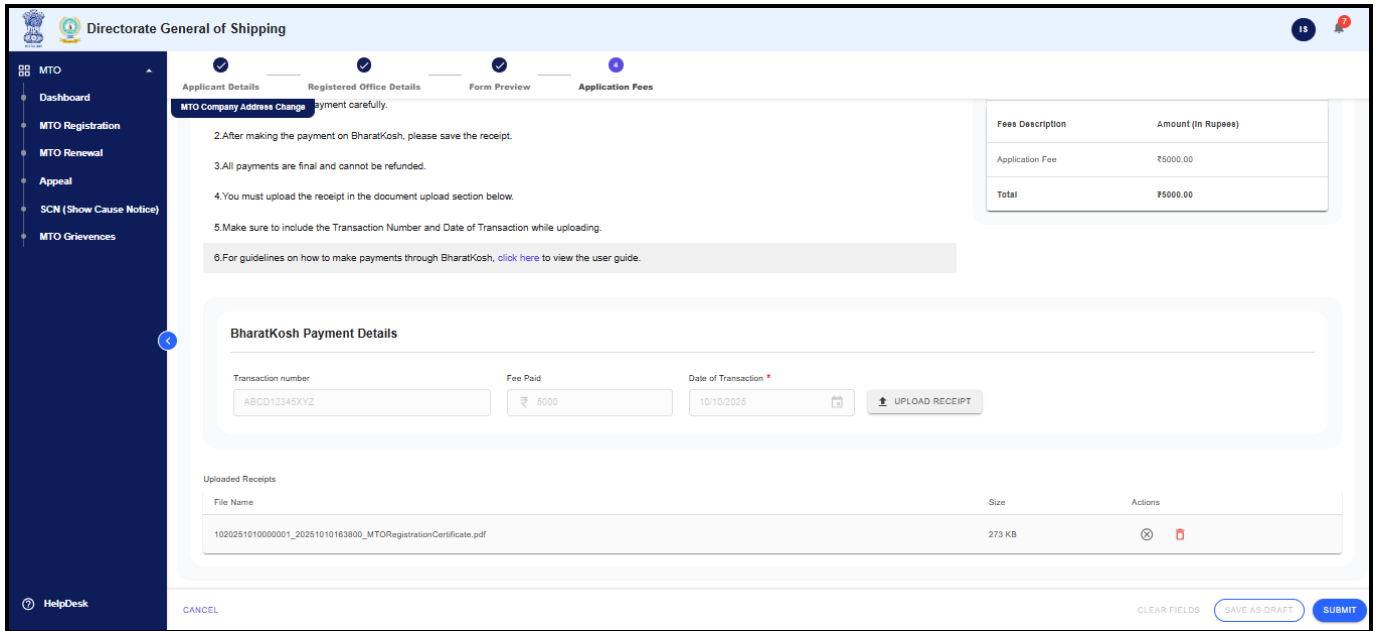 Directorate General of Shipping
IS
7
MTO
Dashboard
MTO Registration
MTO Renewal
Appeal
SCN (Show Cause Notice)
MTO Grievences
HelpDesk
Applicant Details
Registered Office Details
Form Preview
4
Application Fees
MTO Company Address Change
ayment carefully.
2.After making the payment on BharatKosh, please save the receipt.
3.All payments are final and cannot be refunded.
4.You must upload the receipt in the document upload section below.
5.Make sure to include the Transaction Number and Date of Transaction while uploading.
6.For guidelines on how to make payments through BharatKosh, click here to view the user guide.
Fees Description Amount (In Rupees)
Application Fee ₹5000.00
Total ₹5000.00
BharatKosh Payment Details
Transaction number Fee Paid Date of Transaction *
ABCD12345XYZ ₹ 5000 10/10/2025 UPLOAD RECEIPT
Uploaded Receipts
File Name Size Actions
1020251010000001_20251010163800_MTORegistrationCertificate.pdf 273 KB
CANCEL CLEAR FIELDS SAVE AS DRAFT SUBMIT